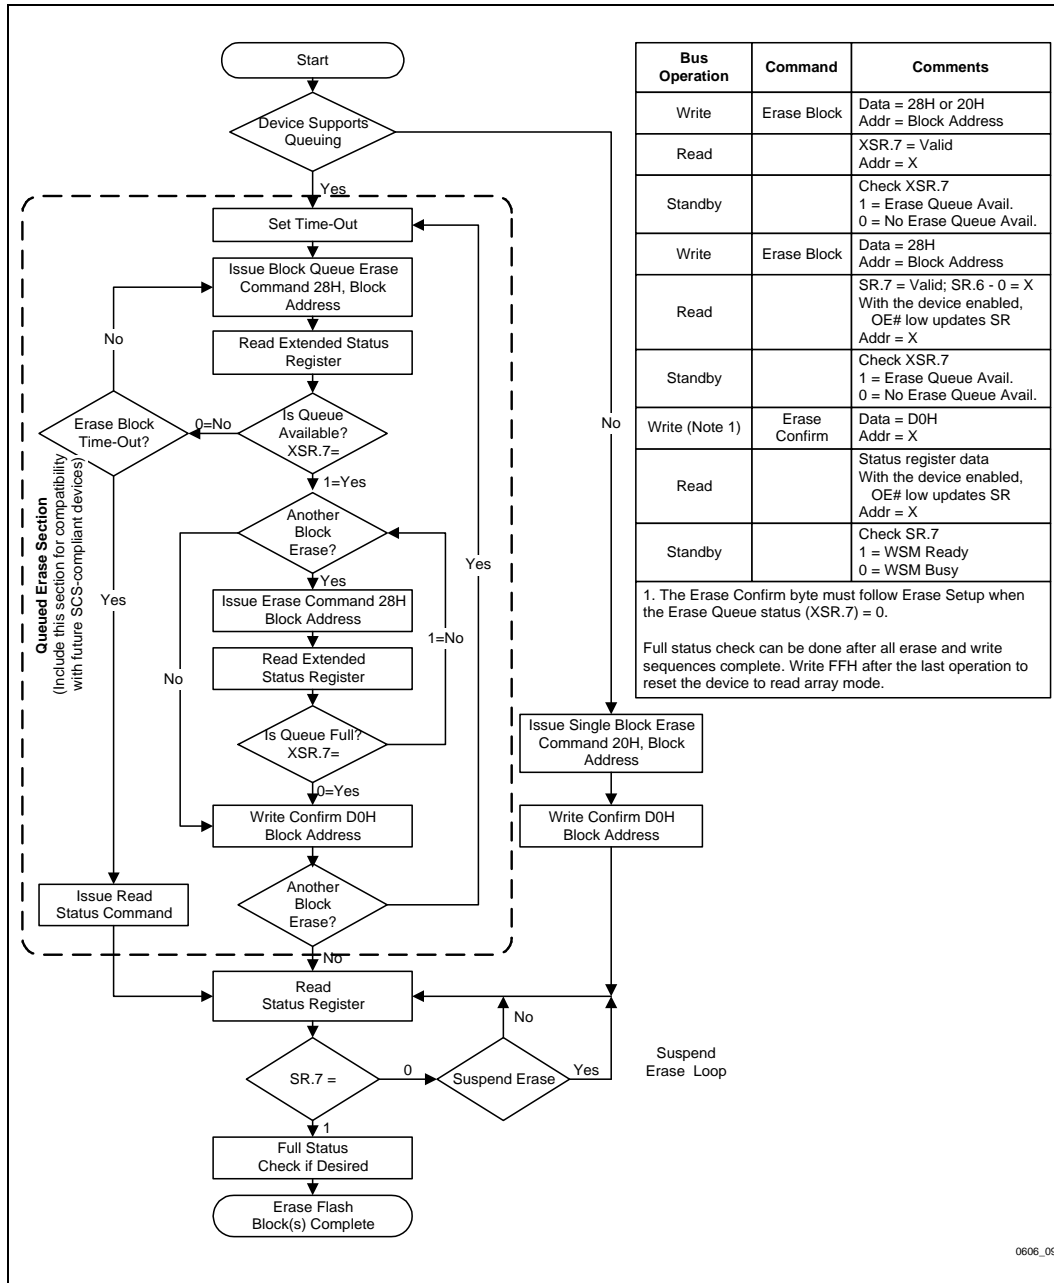 Start
Device Supports
Queuing
Yes
No
Set Time-Out
Issue Block Queue Erase
Command 28H, Block
Address
Read Extended Status
Register
Is Queue
Available?
XSR.7=
0=No
1=Yes
Erase Block
Time-Out?
No
Yes
Queued Erase Section
(Include this section for compatibility
with future SCS-compliant devices)
Another
Block
Erase?
Yes
No
Issue Erase Command 28H
Block Address
Read Extended
Status Register
Is Queue Full?
XSR.7=
1=No
0=Yes
Write Confirm D0H
Block Address
Another
Block
Erase?
Yes
No
Issue Read
Status Command
Issue Single Block Erase
Command 20H, Block
Address
Write Confirm D0H
Block Address
Read
Status Register
SR.7 =
0
1
Suspend Erase
No
Yes
Suspend
Erase Loop
Full Status
Check if Desired
Erase Flash
Block(s) Complete
Bus
Operation
Command
Comments
Write
Erase Block
Data = 28H or 20H
Addr = Block Address
Read
XSR.7 = Valid
Addr = X
Standby
Check XSR.7
1 = Erase Queue Avail.
0 = No Erase Queue Avail.
Write
Erase Block
Data = 28H
Addr = Block Address
Read
SR.7 = Valid; SR.6 - 0 = X
With the device enabled,
OE# low updates SR
Addr = X
Standby
Check XSR.7
1 = Erase Queue Avail.
0 = No Erase Queue Avail.
Write (Note 1)
Erase
Confirm
Data = D0H
Addr = X
Read
Status register data
With the device enabled,
OE# low updates SR
Addr = X
Standby
Check SR.7
1 = WSM Ready
0 = WSM Busy
1. The Erase Confirm byte must follow Erase Setup when
the Erase Queue status (XSR.7) = 0.
Full status check can be done after all erase and write
sequences complete. Write FFH after the last operation to
reset the device to read array mode.
0606_09